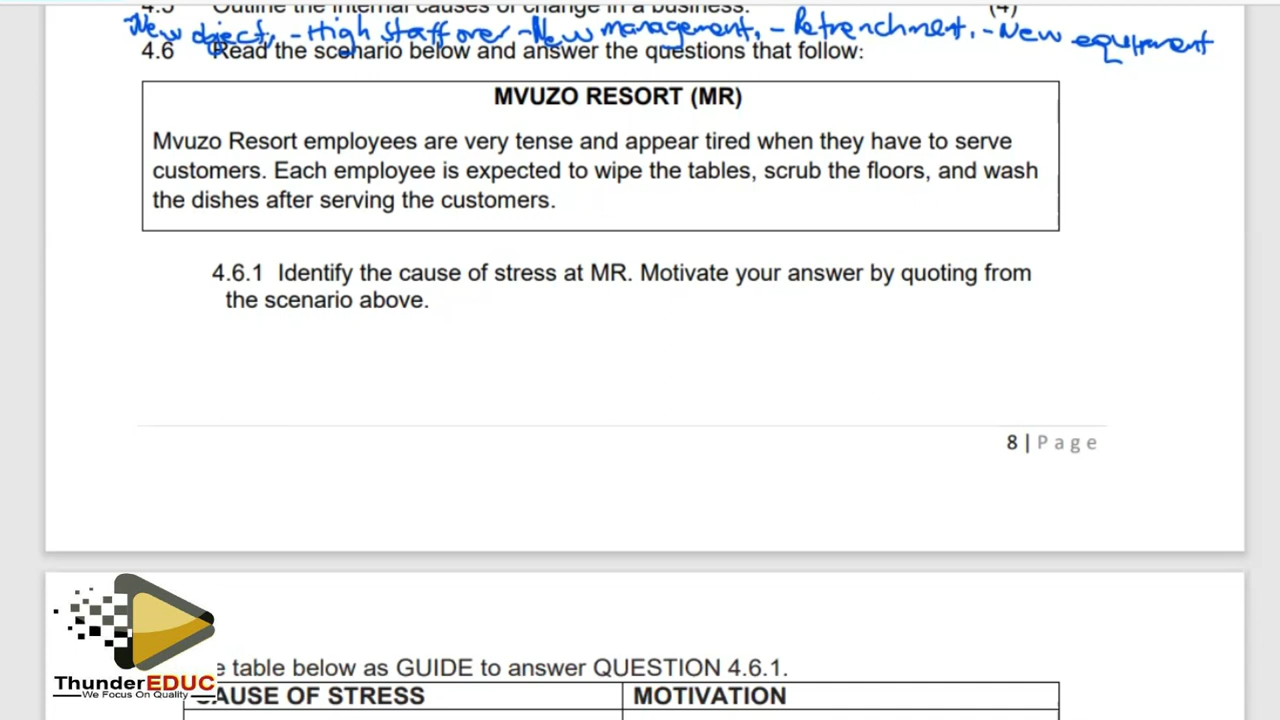 4.5 Outline the internal causes of change in a business. (4)
New object, - High staff over - New management, - Retrenchment, - New equipment
4.6 Read the scenario below and answer the questions that follow:
MVUZO RESORT (MR)
Mvuzo Resort employees are very tense and appear tired when they have to serve
customers. Each employee is expected to wipe the tables, scrub the floors, and wash
the dishes after serving the customers.
4.6.1 Identify the cause of stress at MR. Motivate your answer by quoting from
the scenario above.
8 | Page
e table below as GUIDE to answer QUESTION 4.6.1.
ThunderEDUC
We Focus On Quality
AUSE OF STRESS MOTIVATION